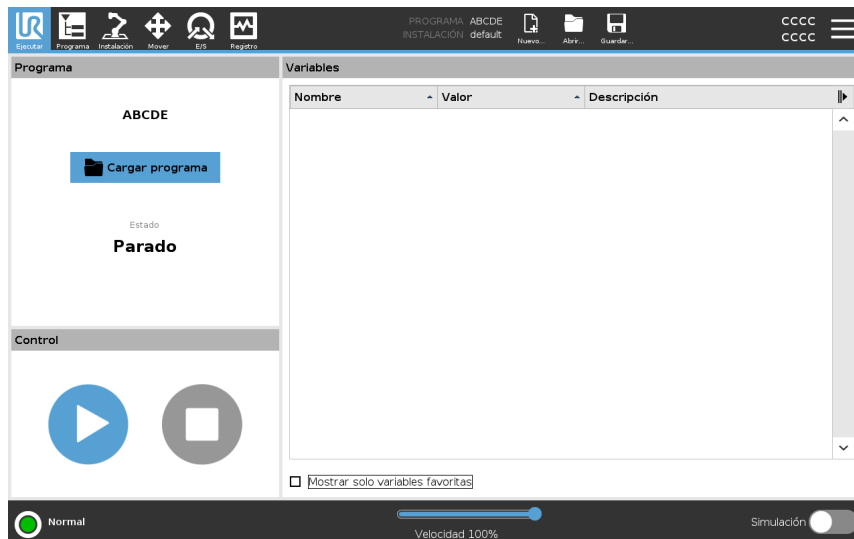 UR
Ejecutar
Programa
Instalación
Mover
E/S
Registro
PROGRAMA ABCDE
INSTALACIÓN default
Nuevo...
Abrir...
Guardar...
CCCC
CCCC
Programa
ABCDE
Cargar programa
Estado
Parado
Control
Variables
Nombre Valor Descripción
Mostrar solo variables favoritas
Normal
Velocidad 100%
Simulación